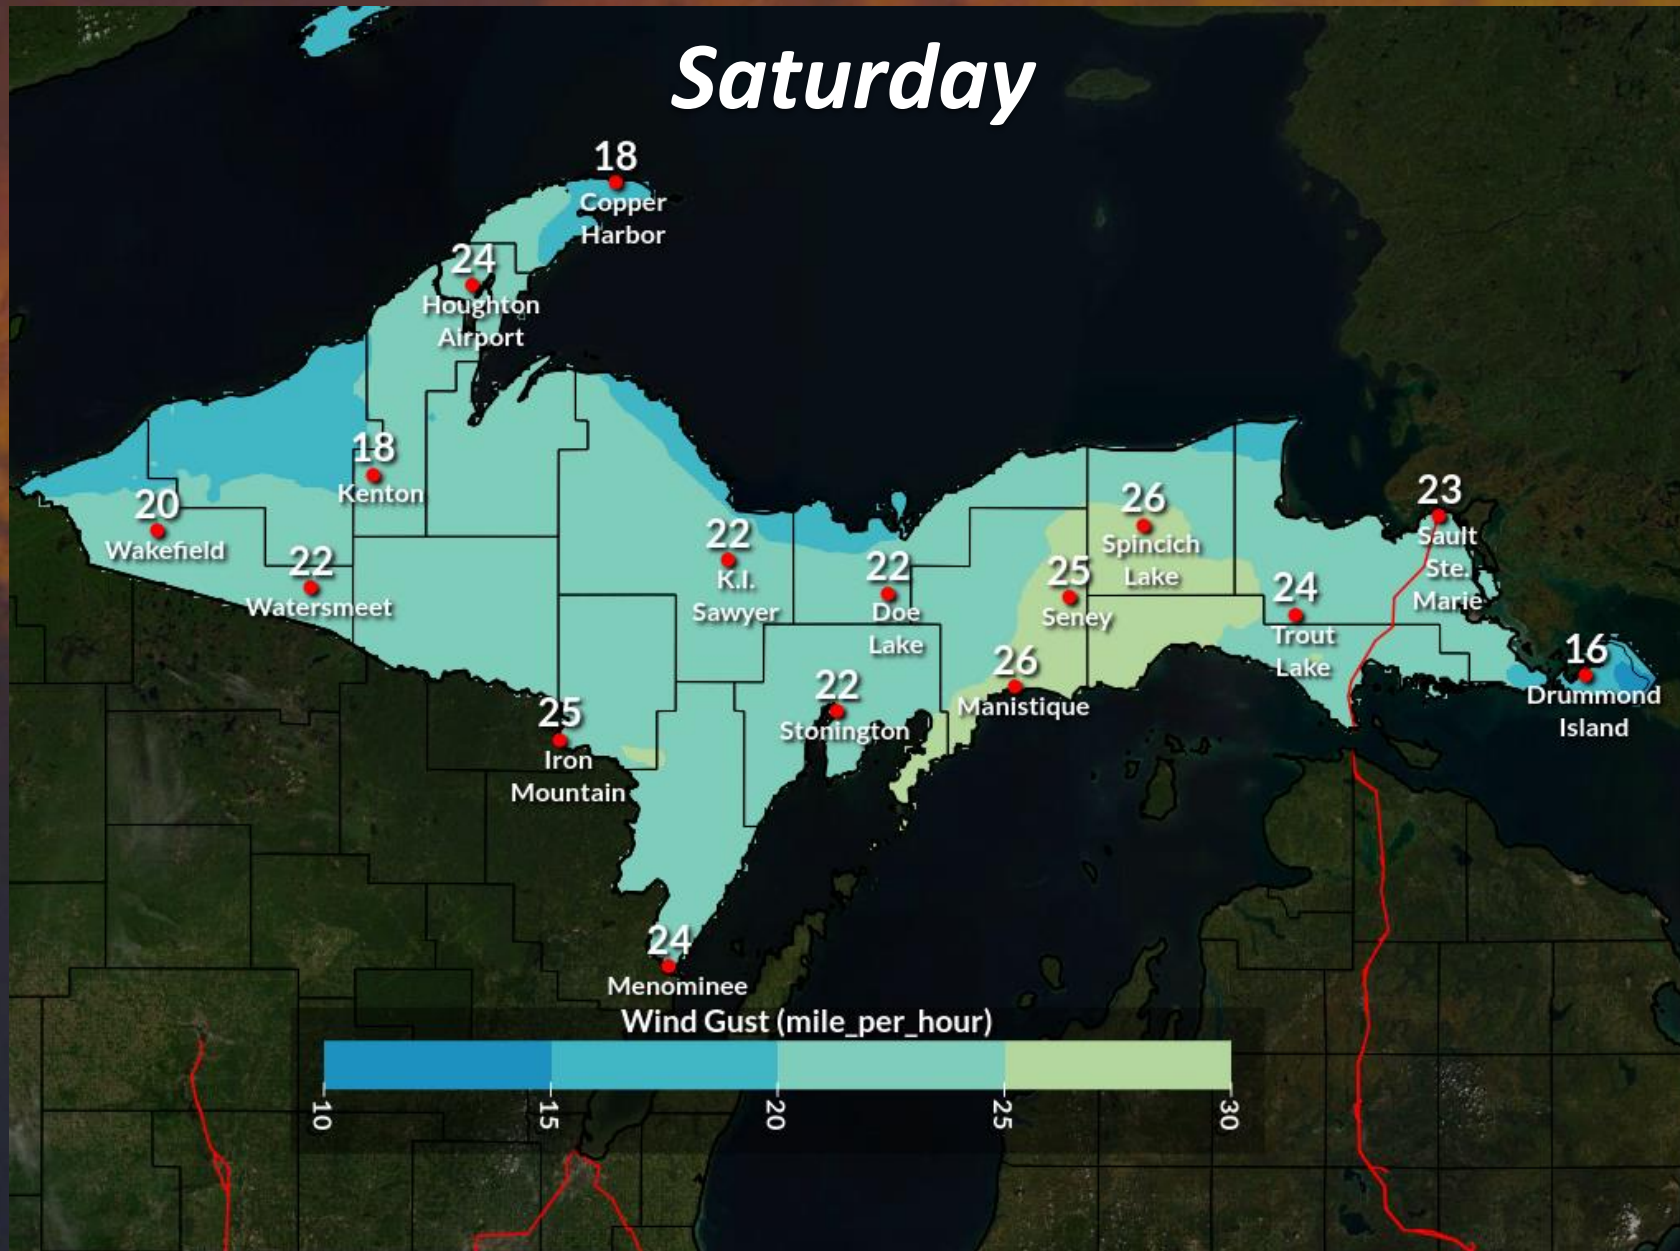 Saturday
18
Copper
Harbor
24
Houghton
Airport
18
Kenton
20
Wakefield
22
Watersmeet
22
K.I.
Sawyer
22
Doe
Lake
26
Spincich
Lake
25
Seney
23
Sault
Ste.
Marie
24
Trout
Lake
16
Drummond
Island
26
Manistique
22
Stonington
25
Iron
Mountain
24
Menominee
Wind Gust (mile_per_hour)
10 15 20 25 30